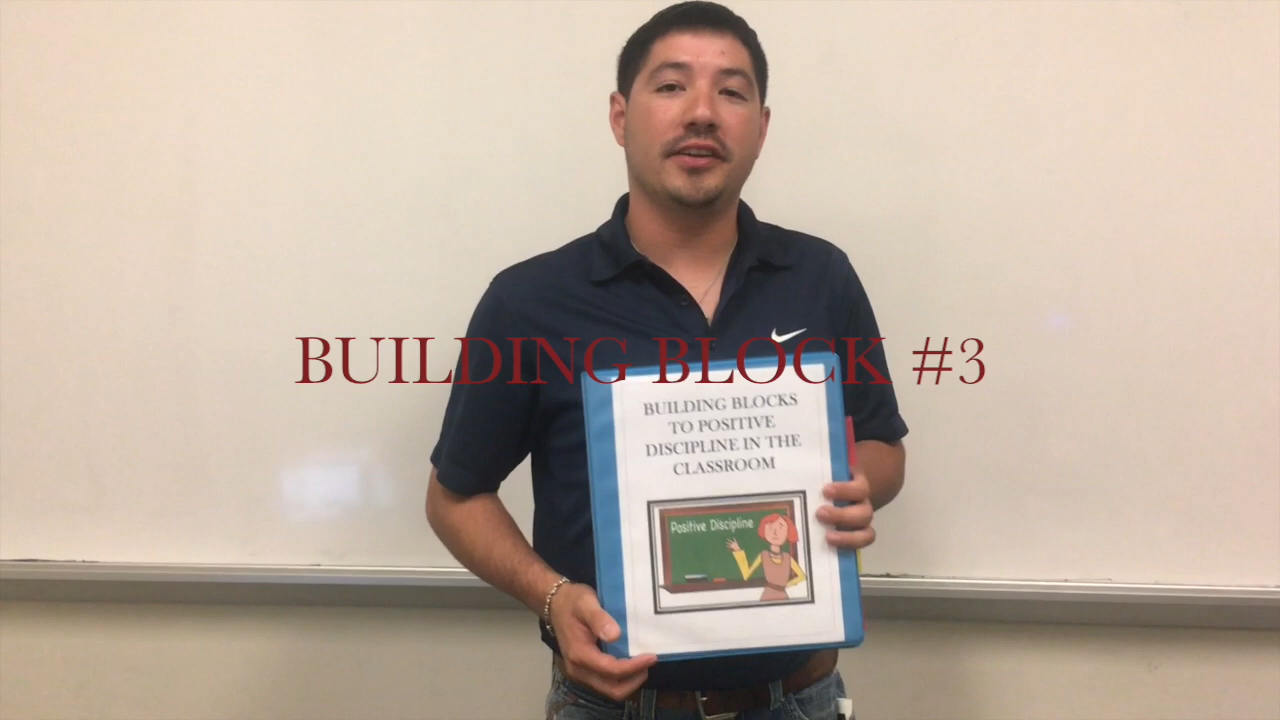 BUILDING BLOCK #3
BUILDING BLOCKS
TO POSITIVE
DISCIPLINE IN THE
CLASSROOM
Positive Discipline